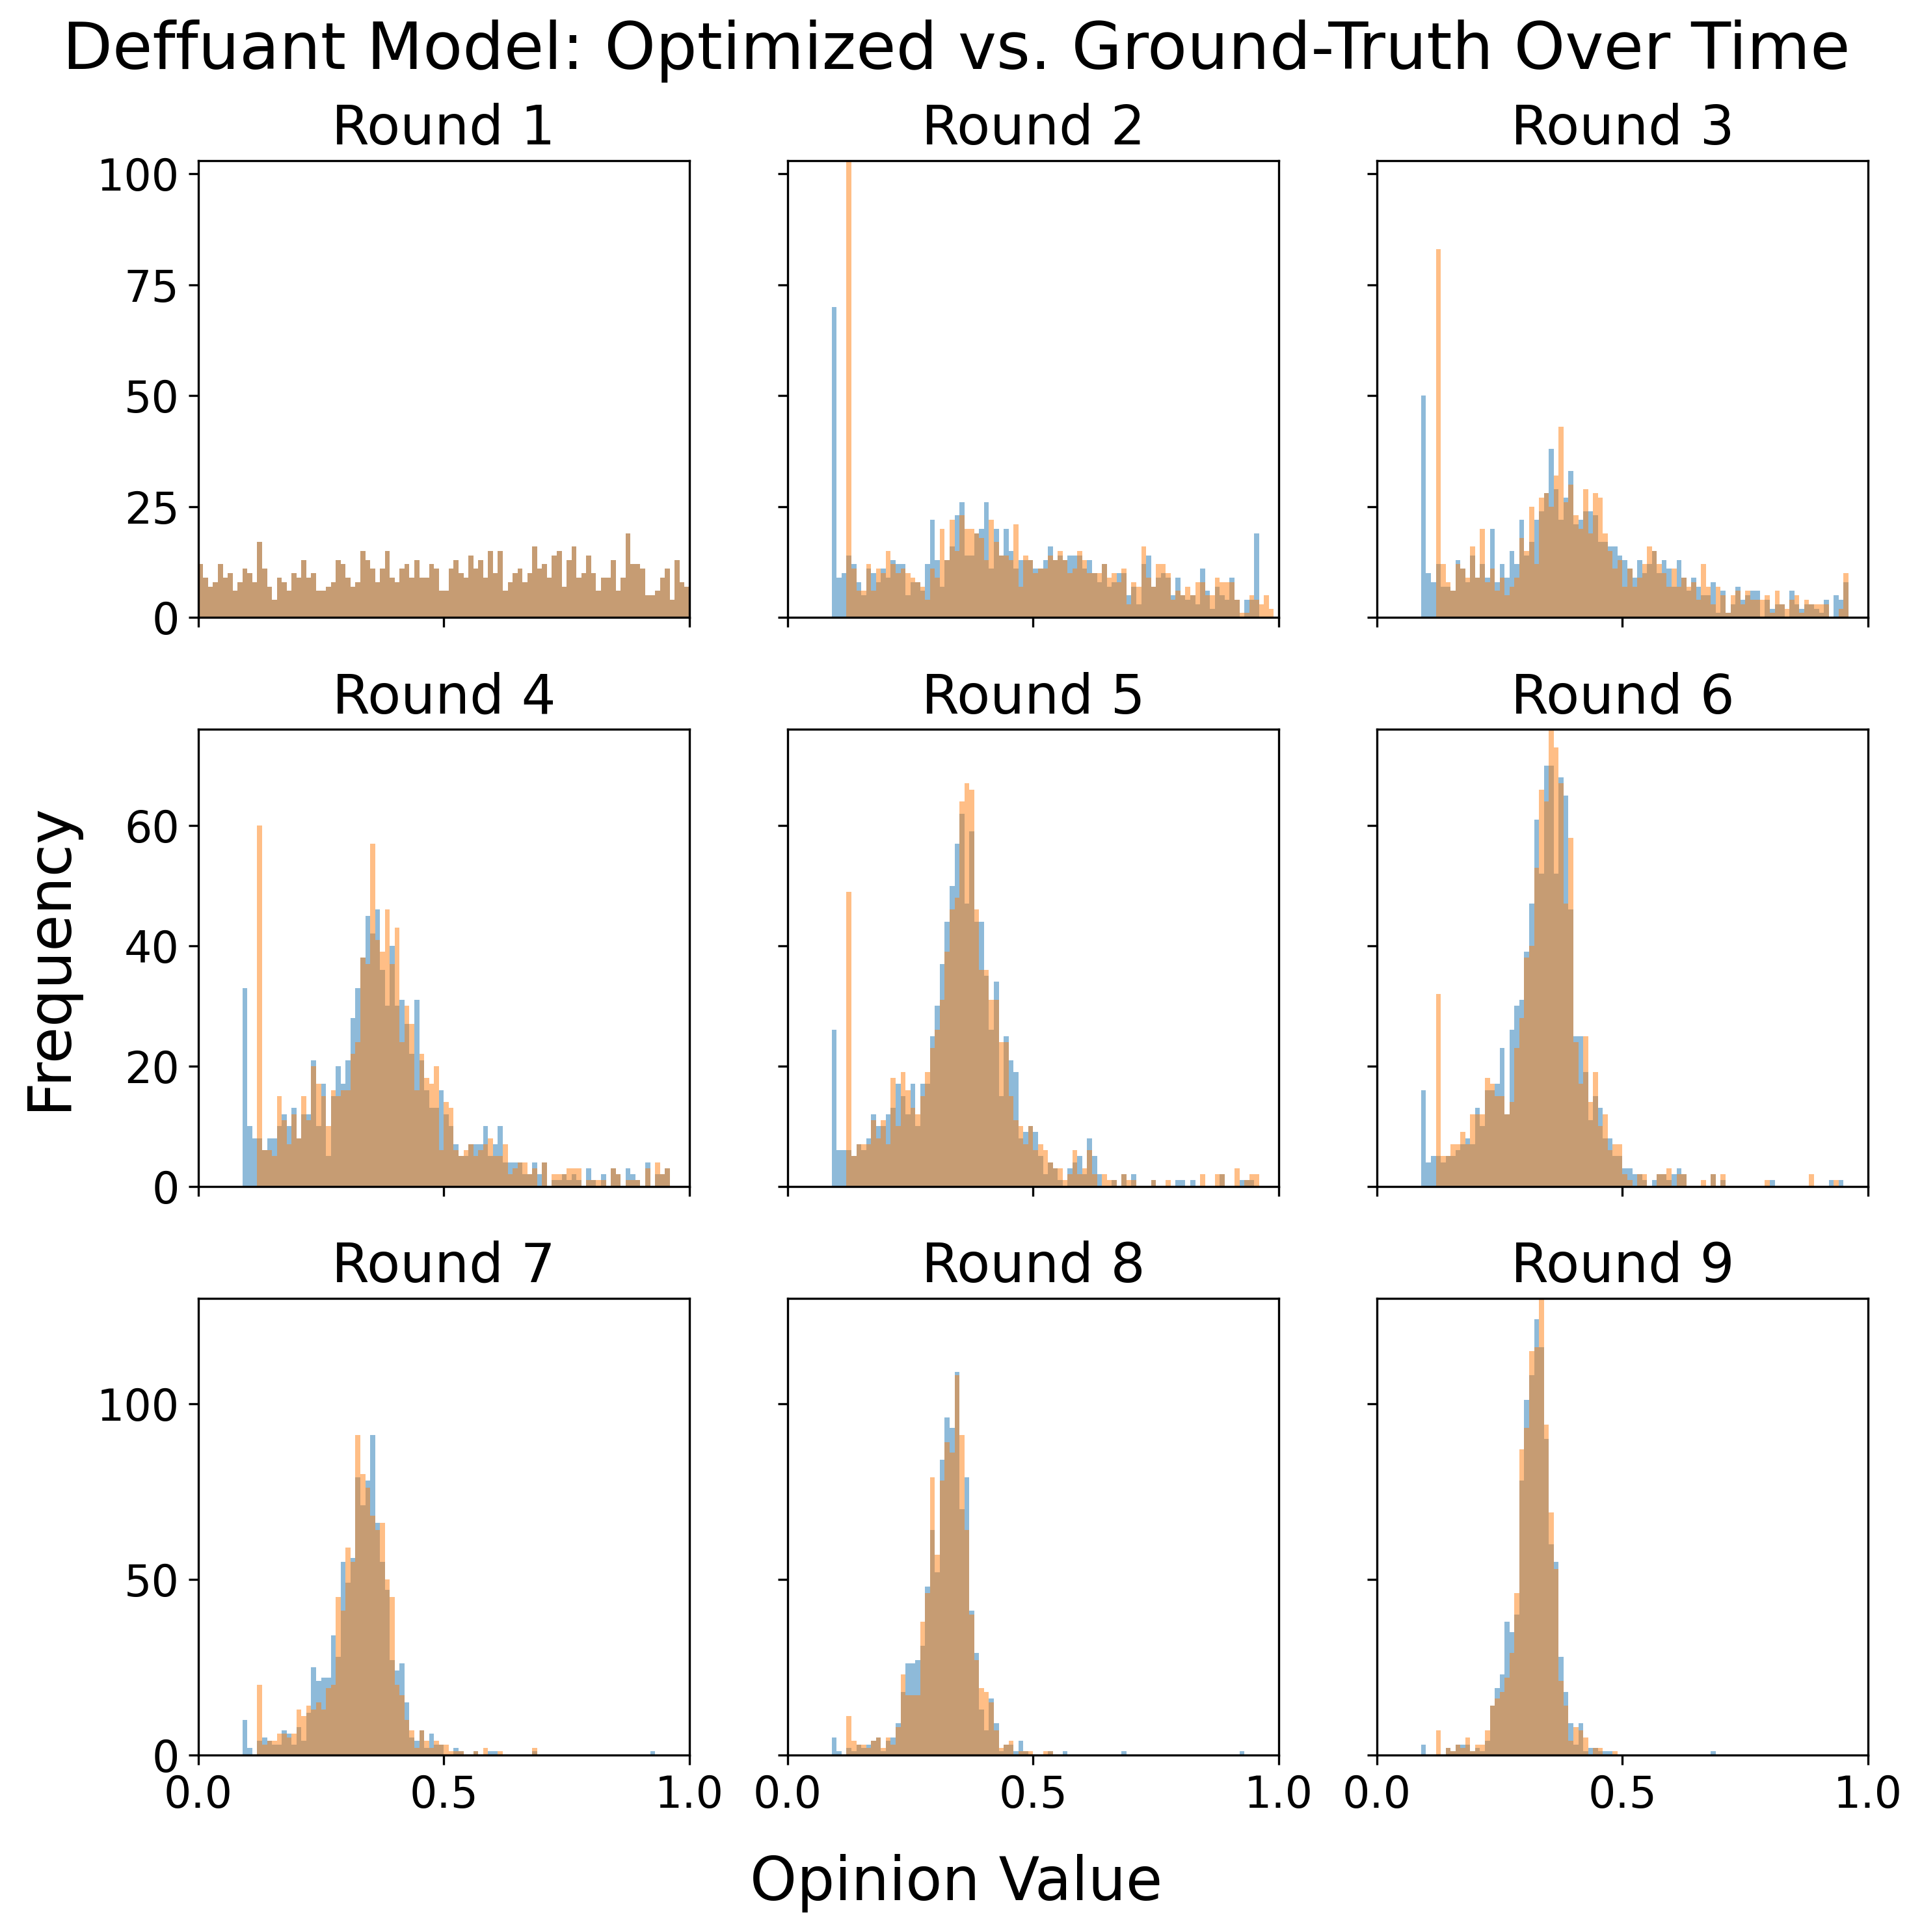 Deffuant Model: Optimized vs. Ground-Truth Over Time
Round 1
Round 2
Round 3
100
75
50
25
0
Round 4
Round 5
Round 6
Frequency
60
40
20
0
Round 7
Round 8
Round 9
100
50
0
0.0
0.5
1.0
0.0
0.5
1.0
0.0
0.5
1.0
Opinion Value